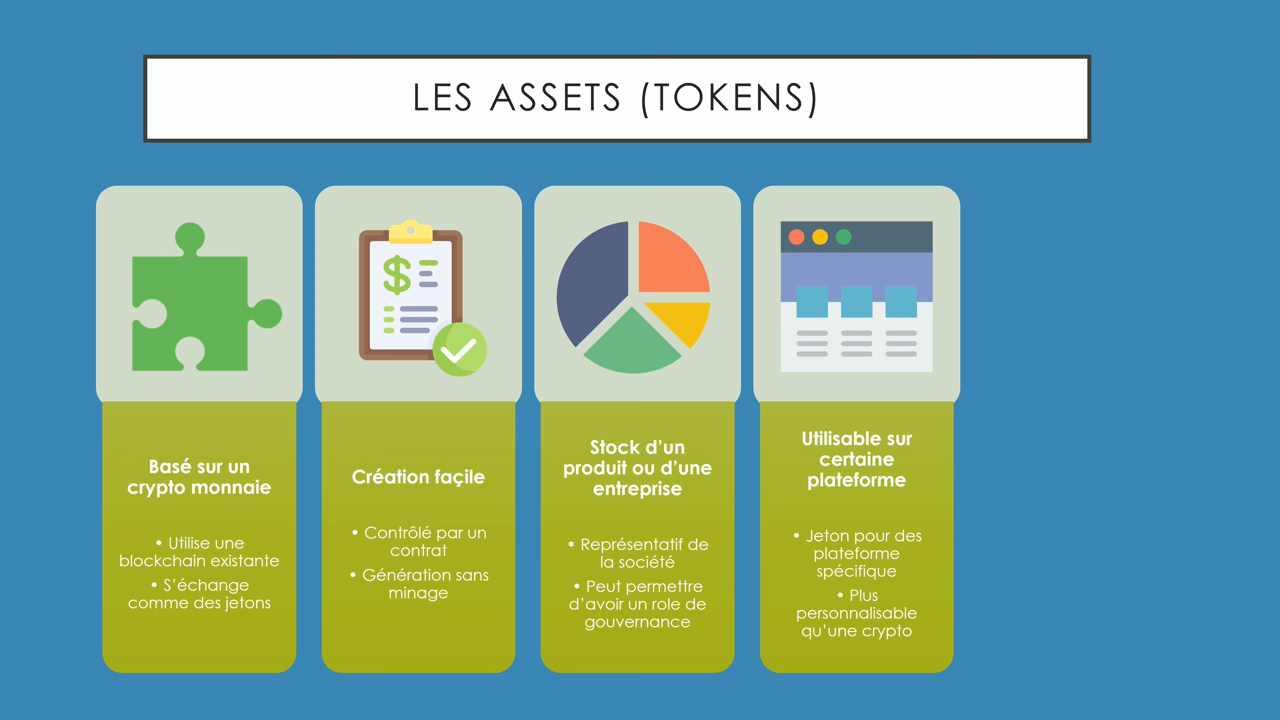 LES ASSETS (TOKENS)
Basé sur un
crypto monnaie
• Utilise une
blockchain existante
• S'échange
comme des jetons
Création façile
• Contrôlé par un
contrat
• Génération sans
minage
Stock d'un
produit ou d'une
entreprise
• Représentatif de
la société
• Peut permettre
d'avoir un role de
gouvernance
Utilisable sur
certaine
plateforme
• Jeton pour des
plateforme
spécifique
• Plus
personnalisable
qu'une crypto